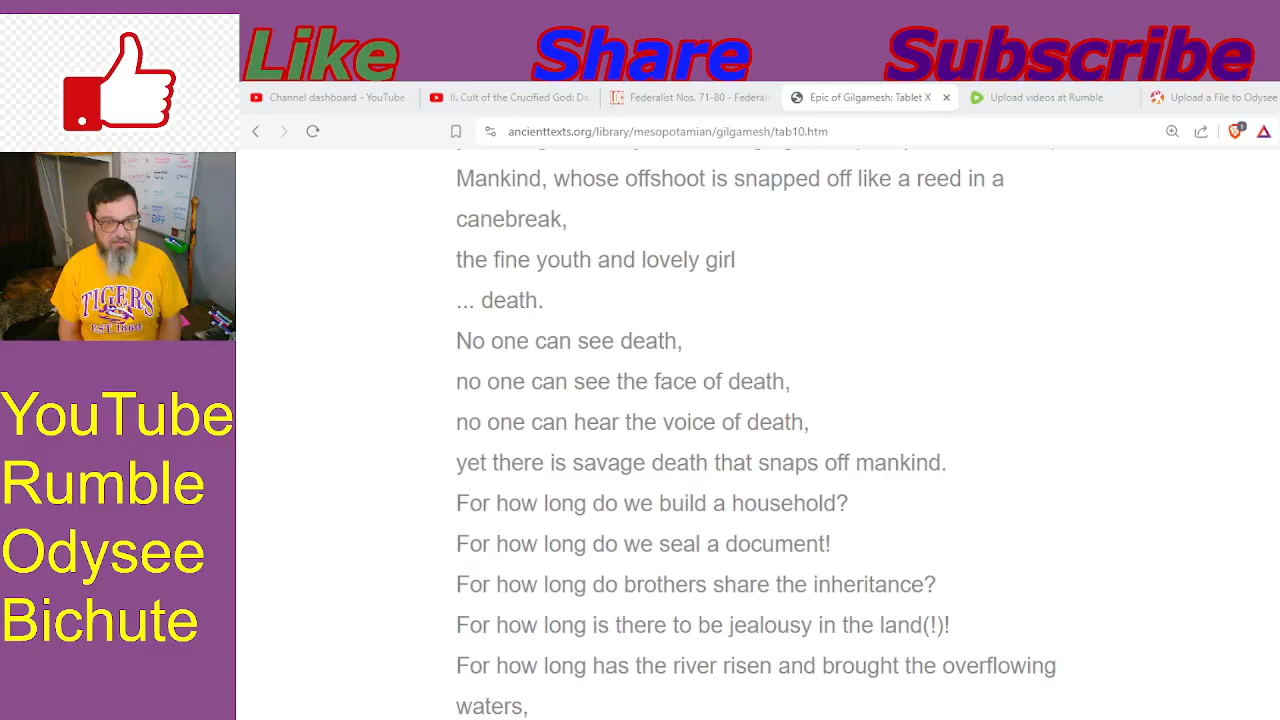 Like Share Subscribe
Channel dashboard - YouTube
II. Cult of the Crucified God: Da
Federalist Nos. 71-80 - Federal
Epic of Gilgamesh: Tablet X
Upload videos at Rumble
Upload a File to Odysee
ancienttexts.org/library/mesopotamian/gilgamesh/tab10.htm
Mankind, whose offshoot is snapped off like a reed in a
canebreak,
the fine youth and lovely girl
... death.
No one can see death,
no one can see the face of death,
no one can hear the voice of death,
yet there is savage death that snaps off mankind.
For how long do we build a household?
For how long do we seal a document!
For how long do brothers share the inheritance?
For how long is there to be jealousy in the land(!)!
For how long has the river risen and brought the overflowing
waters,
TIGERS
EST 1860
YouTube
Rumble
Odysee
Bichute